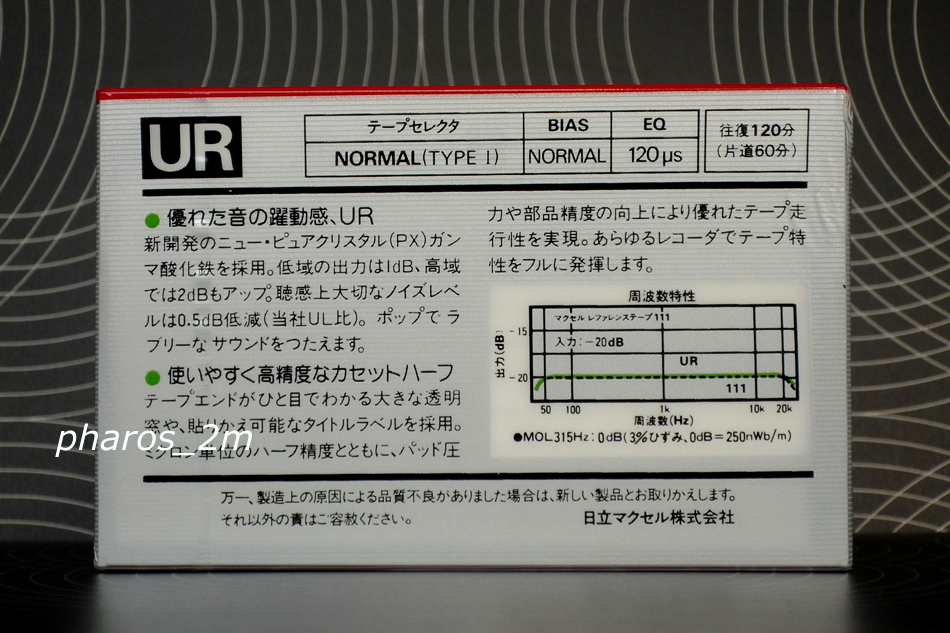 UR
テープセレクタ BIAS EQ
NORMAL(TYPE I) NORMAL 120μs
往復120分
(片道60分)
●優れた音の躍動感、UR
新開発のニュー・ピュアクリスタル(PX)ガン
マ酸化鉄を採用。低域の出力は1dB、高域
では2dBもアップ。聴感上大切なノイズレベ
ルは0.5dB低減(当社UL比)。ポップでラ
ブリーなサウンドをつたえます。
●使いやすく高精度なカセットハーフ
テープエンドがひと目でわかる大きな透明
窓や、貼りかえ可能なタイトルラベルを採用。
ミクロン単位のハーフ精度とともに、パッド圧
力や部品精度の向上により優れたテープ走
行性を実現。あらゆるレコーダでテープ特
性をフルに発揮します。
周波数特性
マクセル レファレンステープ111
入力:-20dB
UR
111
出力(dB)
-15
-20
50 100 1k 10k 20k
周波数(Hz)
●MOL315Hz:0dB(3%ひずみ、0dB=250nWb/m)
万一、製造上の原因による品質不良がありました場合は、新しい製品とお取りかえします。
それ以外の責はご容赦ください。
日立マクセル株式会社
pharos_2m